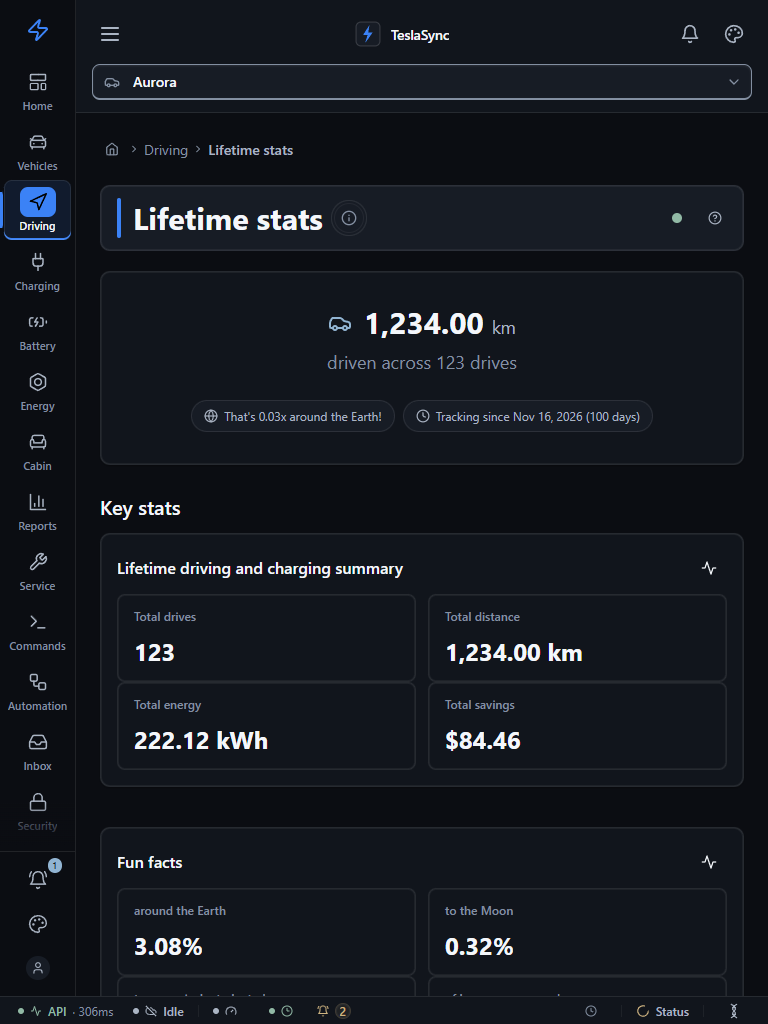 TeslaSync
Aurora
Home
Vehicles
Driving
Charging
Battery
Energy
Cabin
Reports
Service
Commands
Automation
Inbox
Security
1
Driving
Lifetime stats
Lifetime stats
1,234.00 km
driven across 123 drives
That's 0.03x around the Earth!
Tracking since Nov 16, 2026 (100 days)
Key stats
Lifetime driving and charging summary
Total drives
123
Total distance
1,234.00 km
Total energy
222.12 kWh
Total savings
$84.46
Fun facts
around the Earth
3.08%
to the Moon
0.32%
API · 306ms
Idle
2
Status